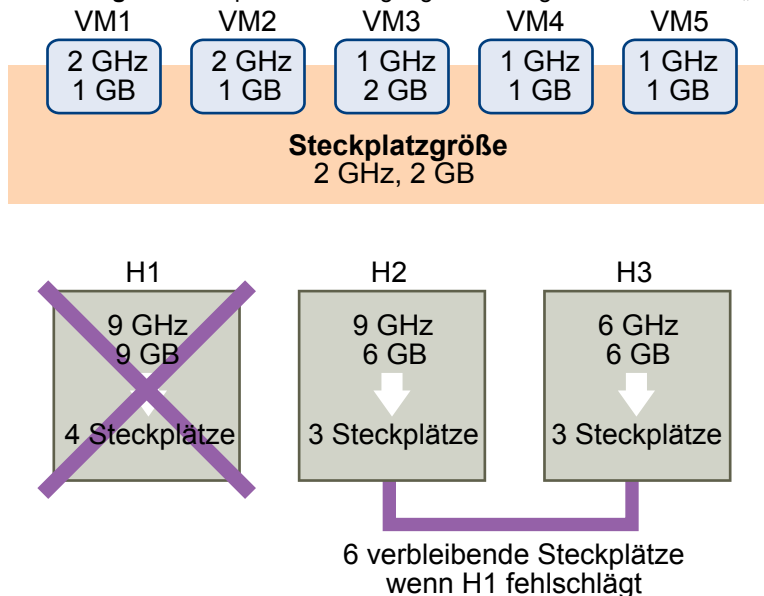 VM1 VM2 VM3 VM4 VM5
2 GHz 2 GHz 1 GHz 1 GHz 1 GHz
1 GB 1 GB 2 GB 1 GB 1 GB
Steckplatzgröße
2 GHz, 2 GB
H1 H2 H3
9 GHz 9 GHz 6 GHz
9 GB 6 GB 6 GB
4 Steckplätze 3 Steckplätze 3 Steckplätze
6 verbleibende Steckplätze
wenn H1 fehlschlägt